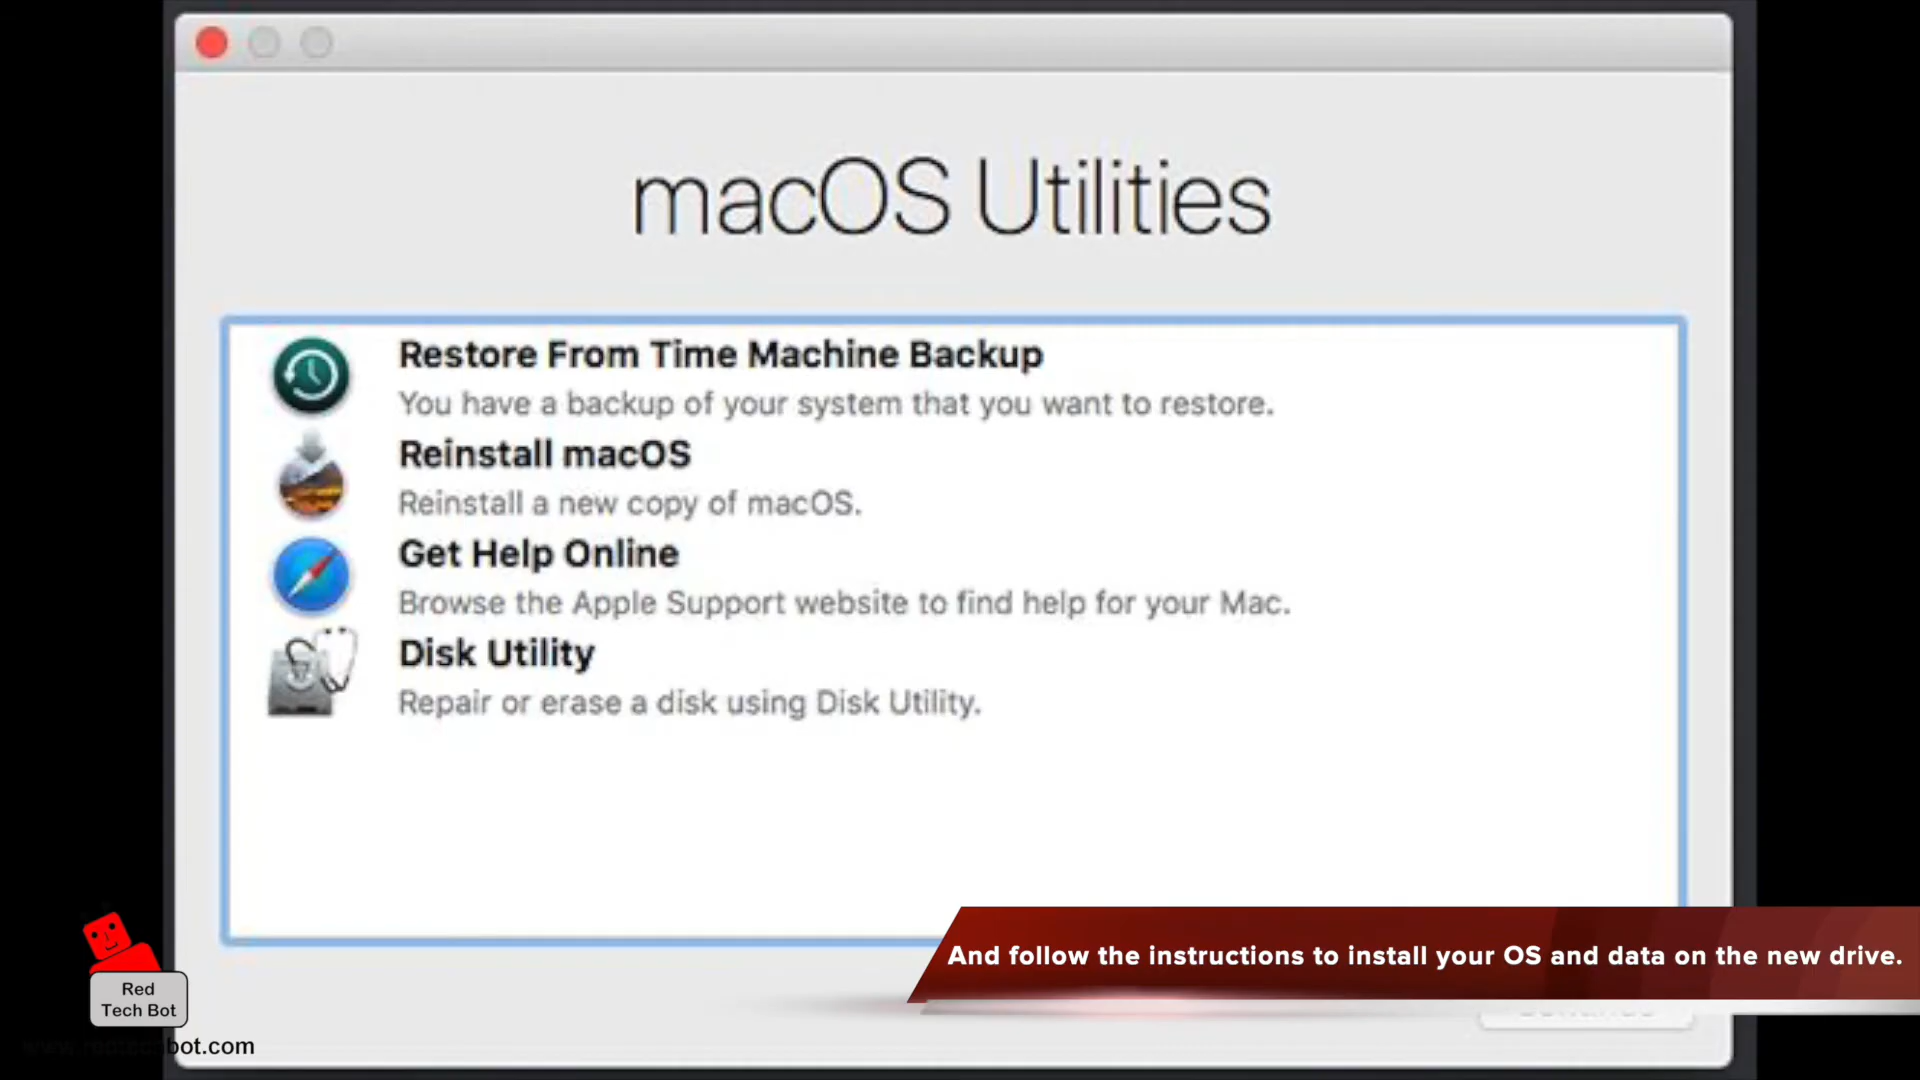 macOS Utilities
Restore From Time Machine Backup
You have a backup of your system that you want to restore.
Reinstall macOS
Reinstall a new copy of macOS.
Get Help Online
Browse the Apple Support website to find help for your Mac.
Disk Utility
Repair or erase a disk using Disk Utility.
And follow the instructions to install your OS and data on the new drive.
Red
Tech Bot
www.redtechbot.com